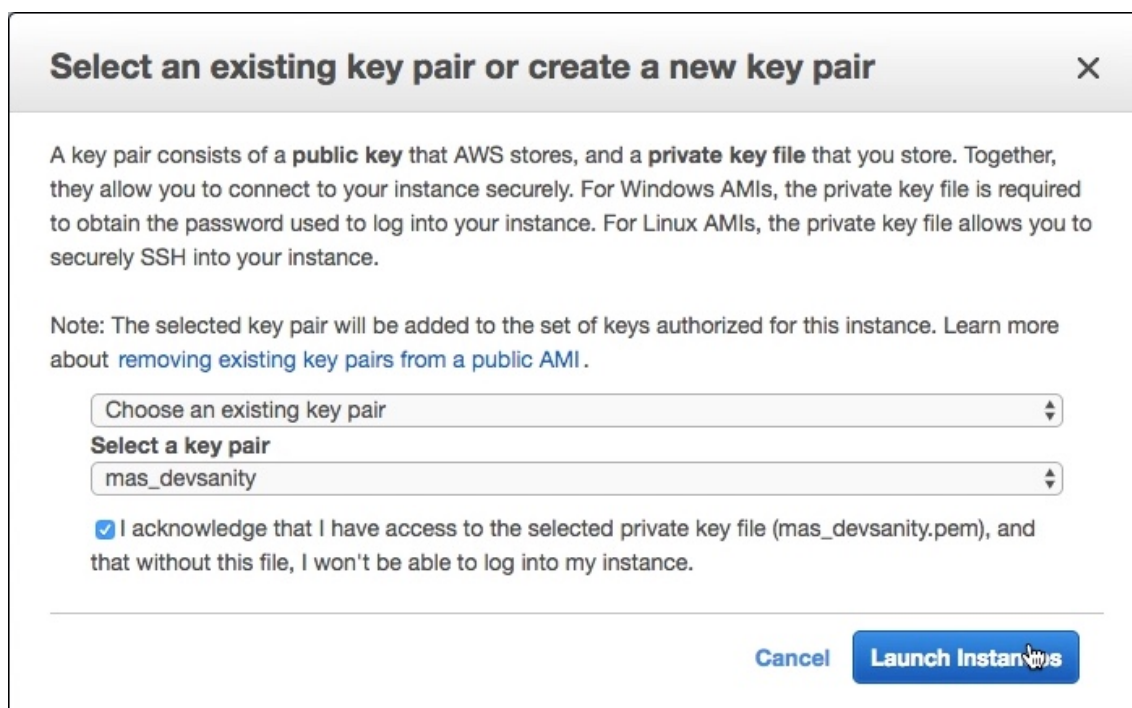 Select an existing key pair or create a new key pair
A key pair consists of a public key that AWS stores, and a private key file that you store. Together,
they allow you to connect to your instance securely. For Windows AMIs, the private key file is required
to obtain the password used to log into your instance. For Linux AMIs, the private key file allows you to
securely SSH into your instance.
Note: The selected key pair will be added to the set of keys authorized for this instance. Learn more
about removing existing key pairs from a public AMI .
Choose an existing key pair
Select a key pair
mas_devsanity
I acknowledge that I have access to the selected private key file (mas_devsanity.pem), and
that without this file, I won't be able to log into my instance.
Cancel Launch Instances